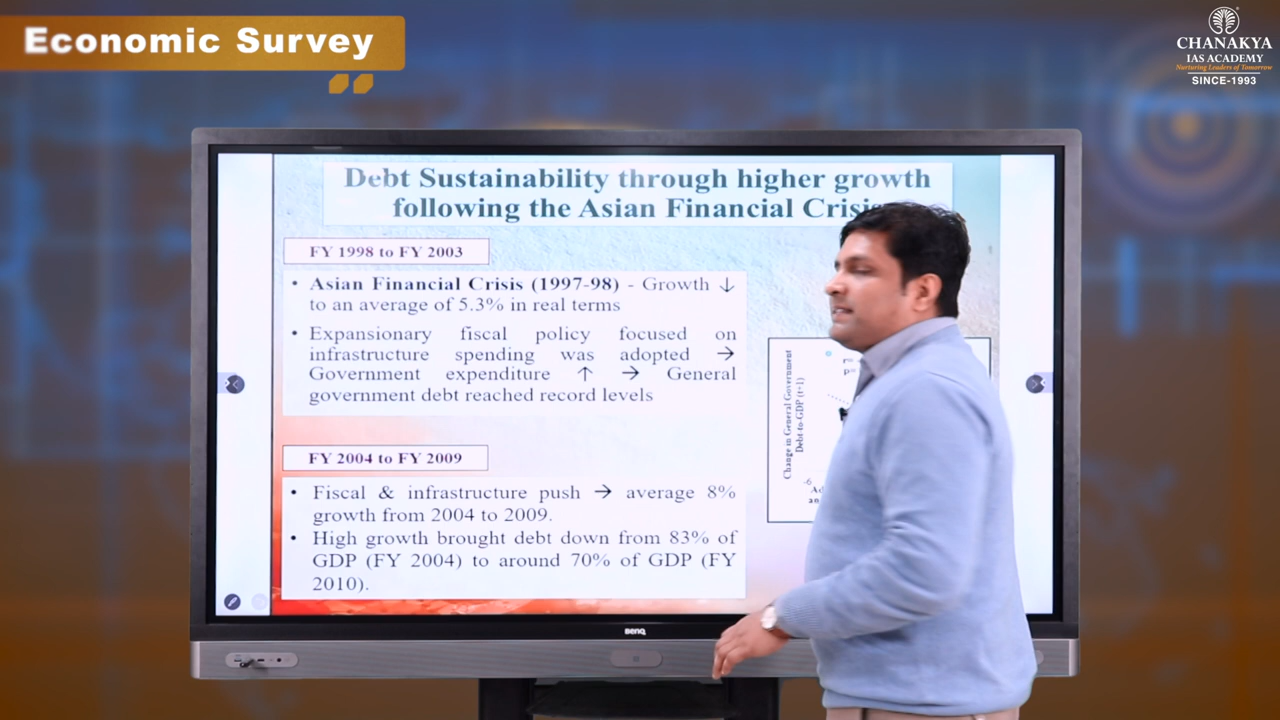 Economic Survey
CHANAKYA
IAS ACADEMY
Nurturing Leaders of Tomorrow
SINCE-1993
Debt Sustainability through higher growth
following the Asian Financial Crisis
FY 1998 to FY 2003
• Asian Financial Crisis (1997-98) - Growth ↓
to an average of 5.3% in real terms
• Expansionary fiscal policy focused on
infrastructure spending was adopted →
Government expenditure ↑ → General
government debt reached record levels
FY 2004 to FY 2009
• Fiscal & infrastructure push → average 8%
growth from 2004 to 2009.
• High growth brought debt down from 83% of
GDP (FY 2004) to around 70% of GDP (FY
2010).
Change in General Government
Debt-to-GDP (t+1)
-6
BenQ